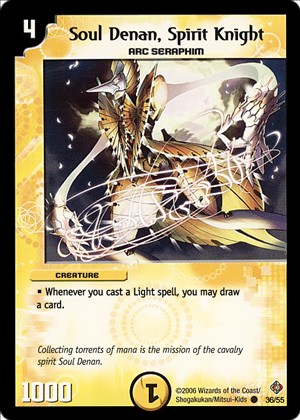 4
Soul Denan, Spirit Knight
ARC SERAPHIM
CREATURE
▪ Whenever you cast a Light spell, you may draw
a card.
Collecting torrents of mana is the mission of the cavalry
spirit Soul Denan.
1000
1
©2006 Wizards of the Coast/
Shogakukan/Mitsui-Kids ● 36/55